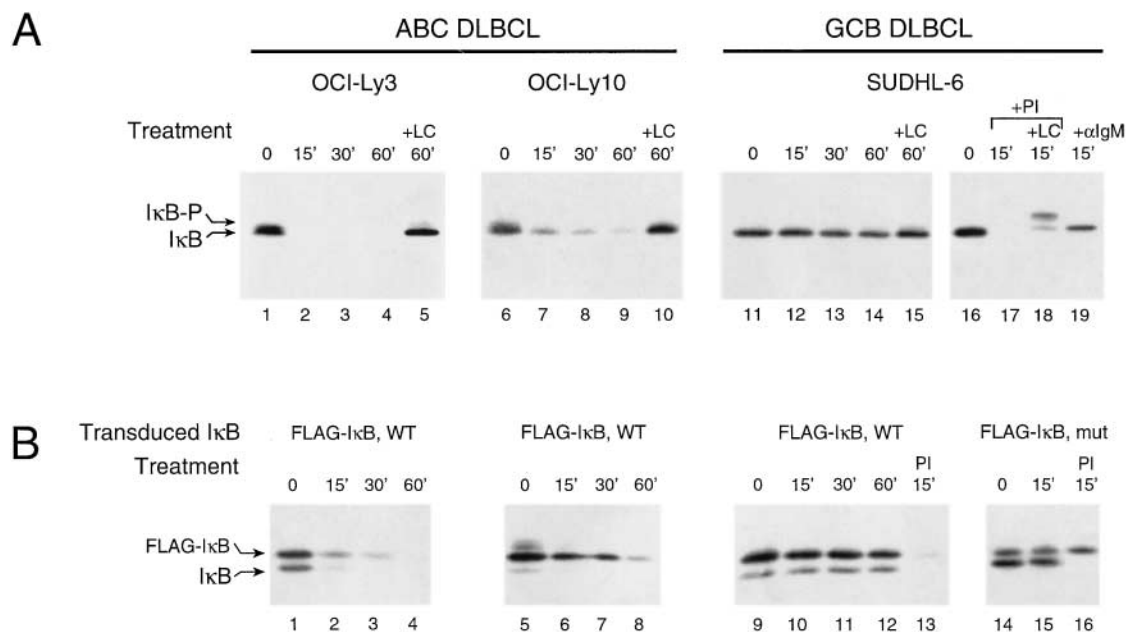 A
ABC DLBCL
GCB DLBCL
OCI-Ly3
OCI-Ly10
SUDHL-6
+PI
Treatment
+LC
+LC
+LC
+LC
+αIgM
0 15' 30' 60' 60'
0 15' 30' 60' 60'
0 15' 30' 60' 60'
0 15' 15' 15'
IκB-P
IκB
1 2 3 4 5
6 7 8 9 10
11 12 13 14 15
16 17 18 19
B
Transduced IκB
FLAG-IκB, WT
FLAG-IκB, WT
FLAG-IκB, WT
FLAG-IκB, mut
Treatment
PI
PI
0 15' 30' 60'
0 15' 30' 60'
0 15' 30' 60' 15'
0 15' 15'
FLAG-IκB
IκB
1 2 3 4
5 6 7 8
9 10 11 12 13
14 15 16